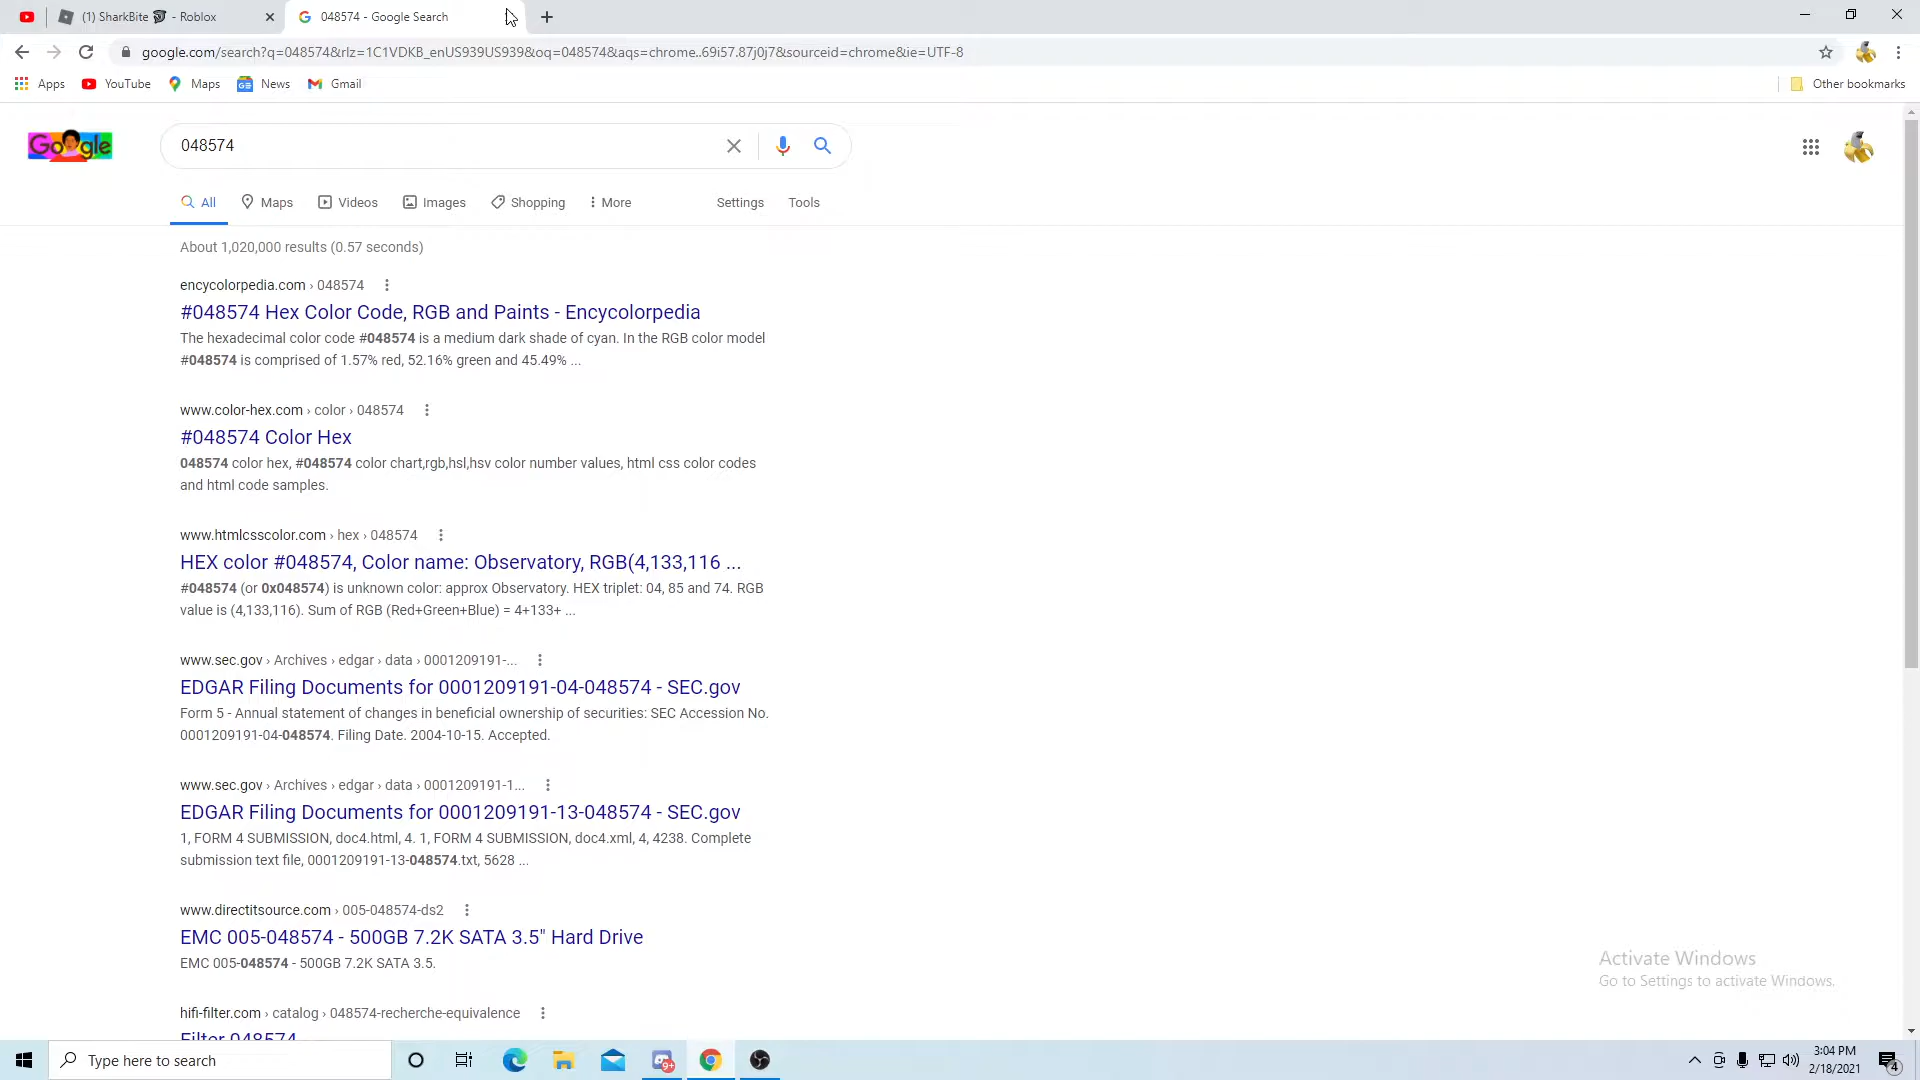 (1) SharkBite - Roblox
048574 - Google Search
google.com/search?q=048574&rlz=1C1VDKB_enUS939US939&oq=048574&aqs=chrome..69i57.87j0j7&sourceid=chrome&ie=UTF-8
Apps YouTube Maps News Gmail Other bookmarks
Google
048574
All Maps Videos Images Shopping More Settings Tools
About 1,020,000 results (0.57 seconds)
encycolorpedia.com › 048574
#048574 Hex Color Code, RGB and Paints - Encycolorpedia
The hexadecimal color code #048574 is a medium dark shade of cyan. In the RGB color model
#048574 is comprised of 1.57% red, 52.16% green and 45.49% ...
www.color-hex.com › color › 048574
#048574 Color Hex
048574 color hex, #048574 color chart,rgb,hsl,hsv color number values, html css color codes
and html code samples.
www.htmlcsscolor.com › hex › 048574
HEX color #048574, Color name: Observatory, RGB(4,133,116 ...
#048574 (or 0x048574) is unknown color: approx Observatory. HEX triplet: 04, 85 and 74. RGB
value is (4,133,116). Sum of RGB (Red+Green+Blue) = 4+133+ ...
www.sec.gov › Archives › edgar › data › 0001209191-...
EDGAR Filing Documents for 0001209191-04-048574 - SEC.gov
Form 5 - Annual statement of changes in beneficial ownership of securities: SEC Accession No.
0001209191-04-048574. Filing Date. 2004-10-15. Accepted.
www.sec.gov › Archives › edgar › data › 0001209191-1...
EDGAR Filing Documents for 0001209191-13-048574 - SEC.gov
1, FORM 4 SUBMISSION, doc4.html, 4. 1, FORM 4 SUBMISSION, doc4.xml, 4, 4238. Complete
submission text file, 0001209191-13-048574.txt, 5628 ...
www.directitsource.com › 005-048574-ds2
EMC 005-048574 - 500GB 7.2K SATA 3.5" Hard Drive
EMC 005-048574 - 500GB 7.2K SATA 3.5.
hifi-filter.com › catalog › 048574-recherche-equivalence
Filter 048574
Activate Windows
Go to Settings to activate Windows.
Type here to search
9+
3:04 PM
2/18/2021
4